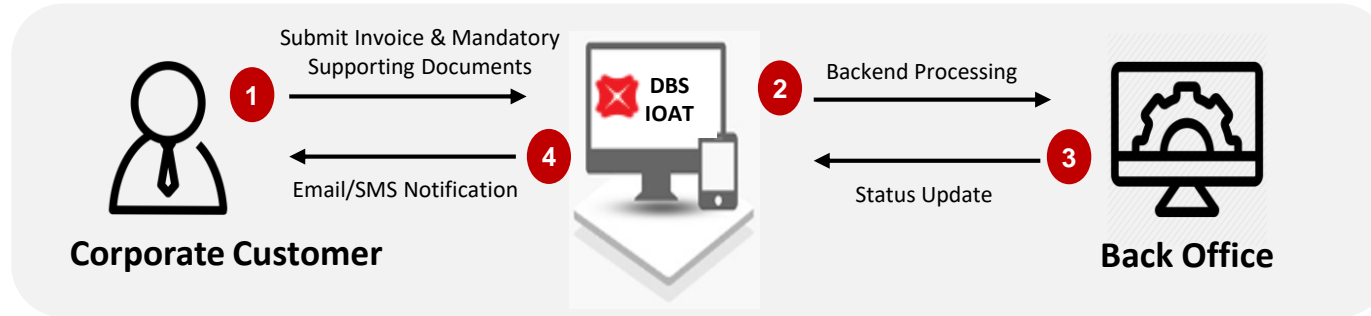 Submit Invoice & Mandatory
Supporting Documents
1
DBS
IOAT
2
Backend Processing
4
Email/SMS Notification
3
Status Update
Corporate Customer
Back Office